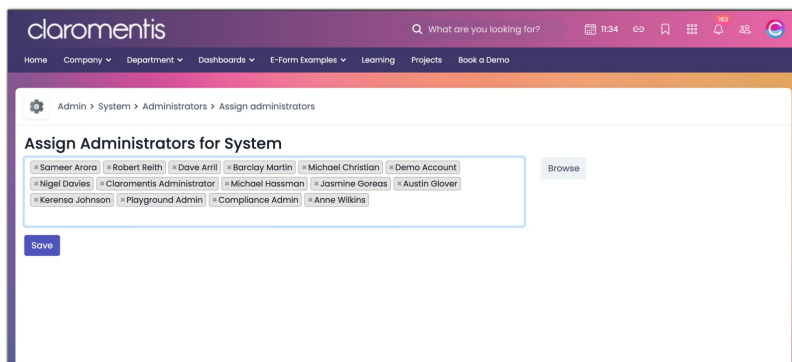 claromentis
What are you looking for?
11:34
163
Home Company Department Dashboards E-Form Examples Learning Projects Book a Demo
Admin > System > Administrators > Assign administrators
Assign Administrators for System
× Sameer Arora × Robert Reith × Dave Arril × Barclay Martin × Michael Christian × Demo Account
Browse
× Nigel Davies × Claromentis Administrator × Michael Hassman × Jasmine Goreas × Austin Glover
× Kerensa Johnson × Playground Admin × Compliance Admin × Anne Wilkins
Save